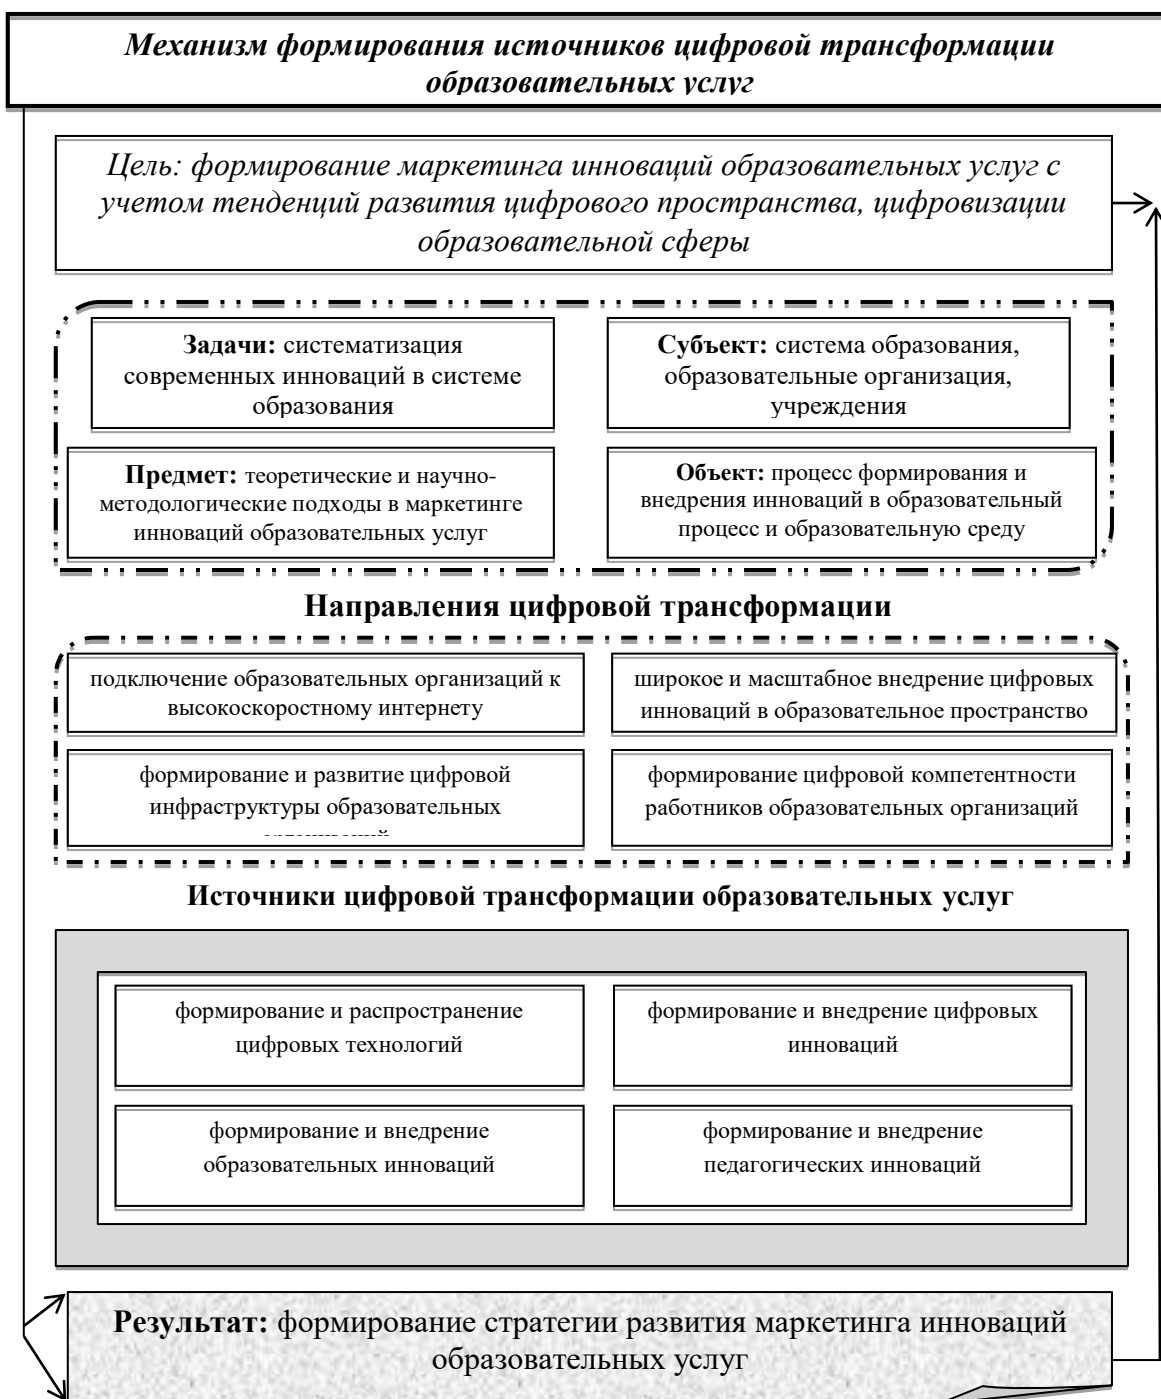 Механизм формирования источников цифровой трансформации
образовательных услуг
Цель: формирование маркетинга инноваций образовательных услуг с
учетом тенденций развития цифрового пространства, цифровизации
образовательной сферы
Задачи: систематизация
современных инноваций в системе
образования
Субъект: система образования,
образовательные организация,
учреждения
Предмет: теоретические и научно-
методологические подходы в маркетинге
инноваций образовательных услуг
Объект: процесс формирования и
внедрения инноваций в образовательный
процесс и образовательную среду
Направления цифровой трансформации
подключение образовательных организаций к
высокоскоростному интернету
широкое и масштабное внедрение цифровых
инноваций в образовательное пространство
формирование и развитие цифровой
инфраструктуры образовательных
формирование цифровой компетентности
работников образовательных организаций
Источники цифровой трансформации образовательных услуг
формирование и распространение
цифровых технологий
формирование и внедрение цифровых
инноваций
формирование и внедрение
образовательных инноваций
формирование и внедрение
педагогических инноваций
Результат: формирование стратегии развития маркетинга инноваций
образовательных услуг